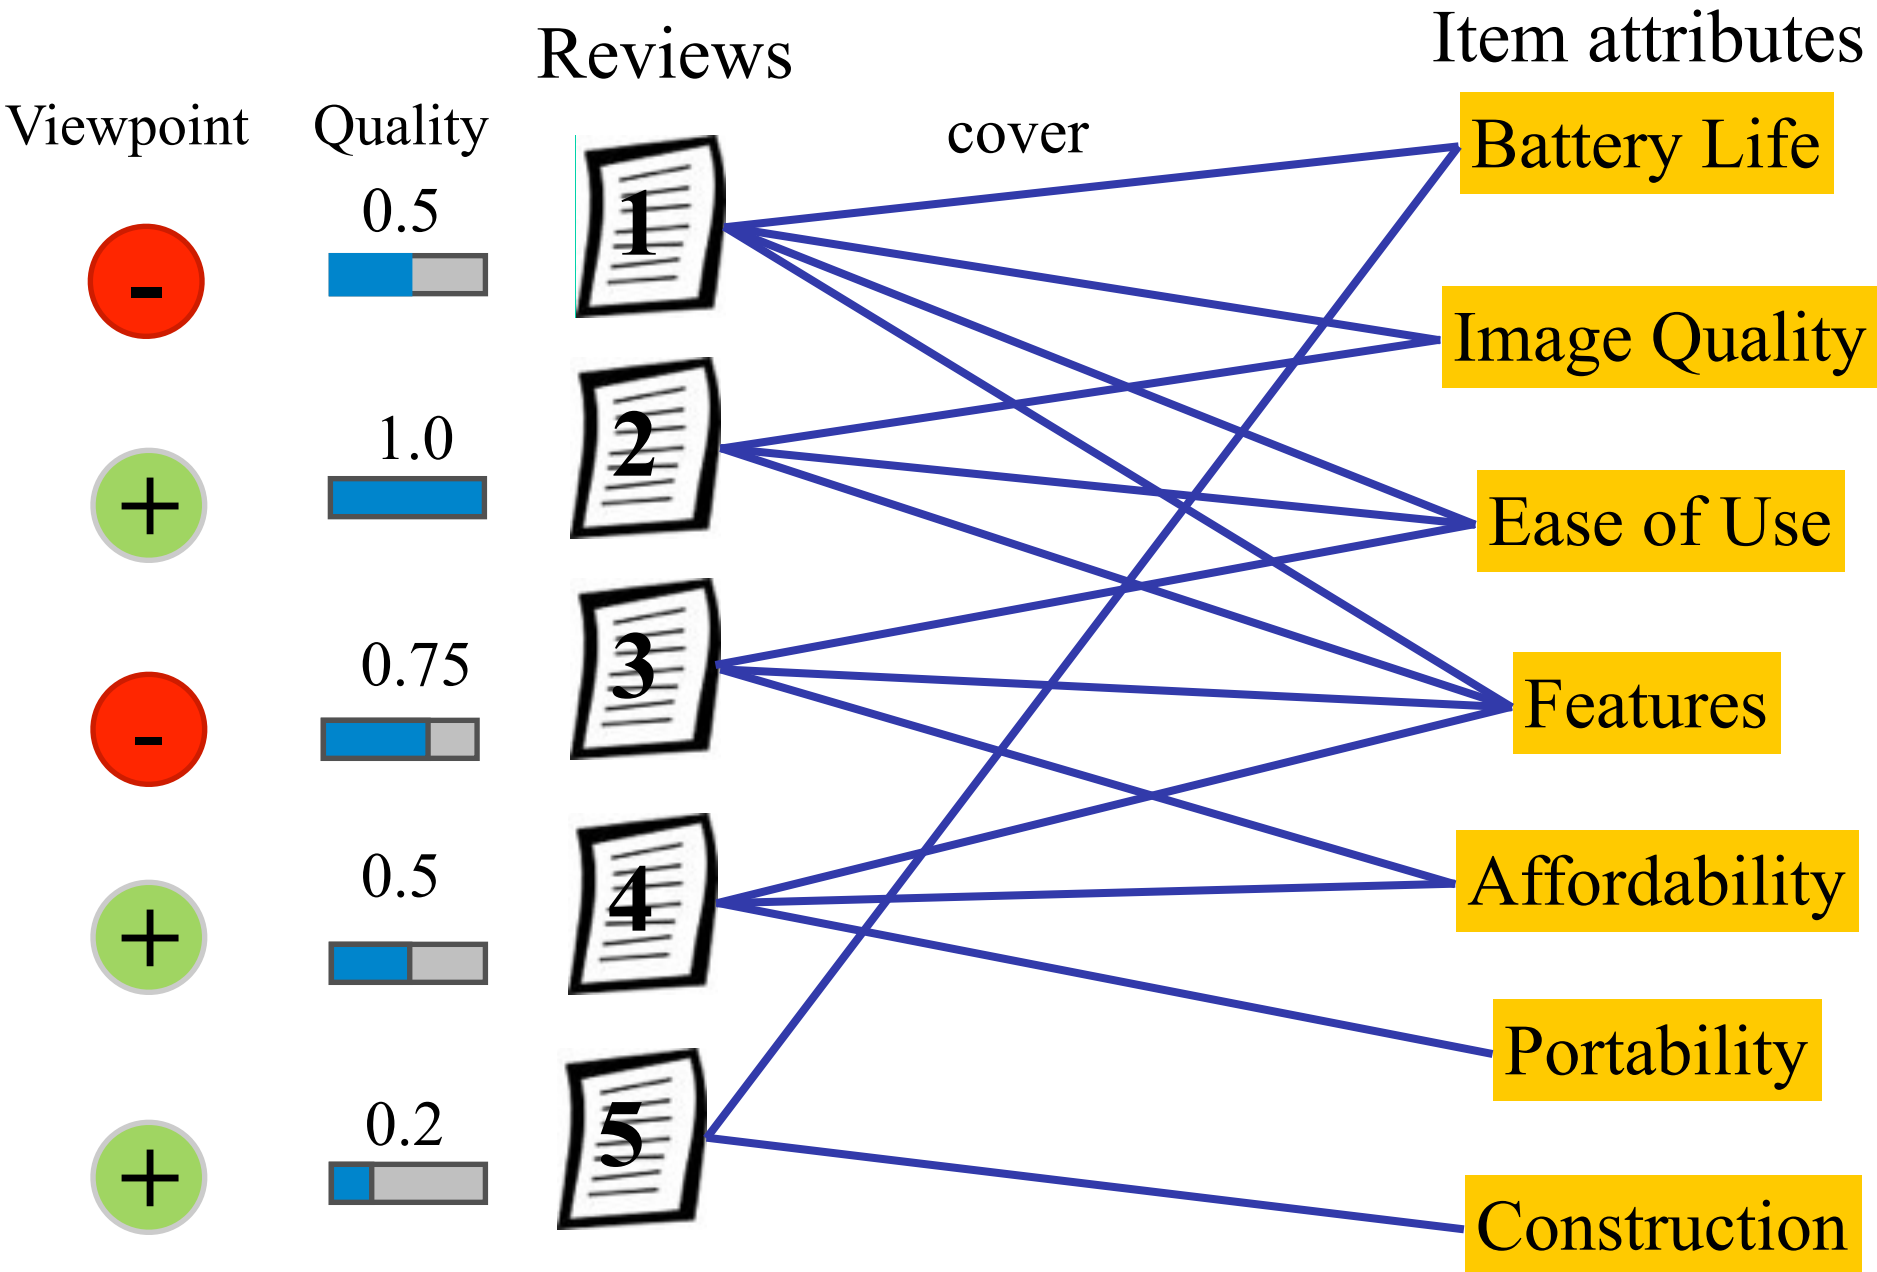 Reviews
Item attributes
Viewpoint
Quality
cover
Battery Life
0.5
1
-
Image Quality
1.0
2
+
Ease of Use
0.75
3
-
Features
0.5
4
+
Affordability
Portability
0.2
5
+
Construction